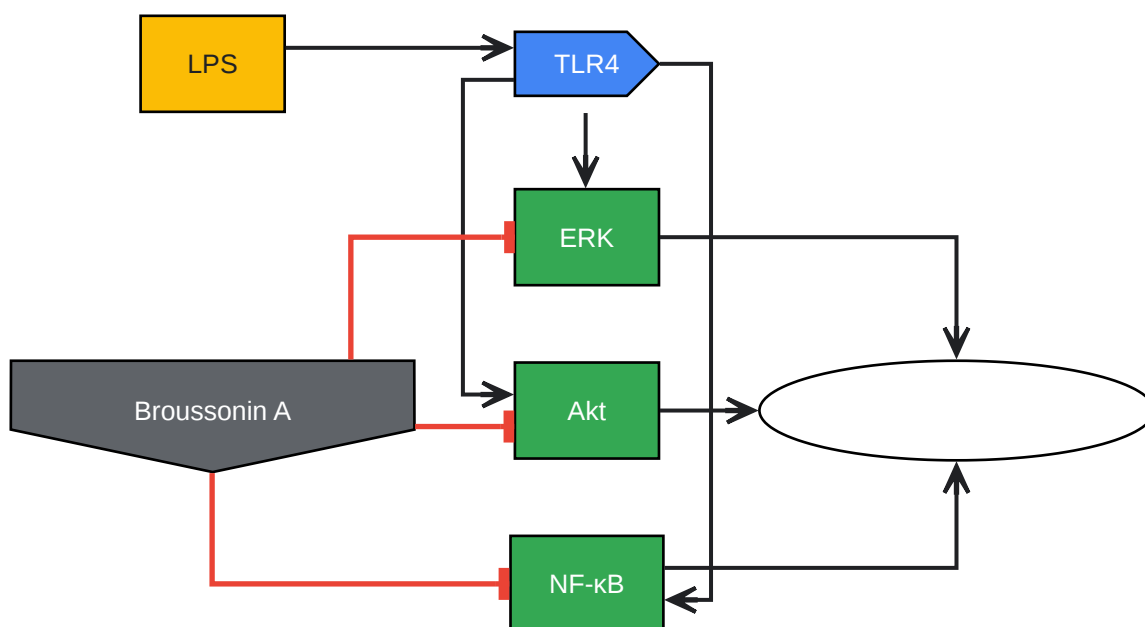 LPS
TLR4
ERK
Broussonin A
Akt
NF-κB